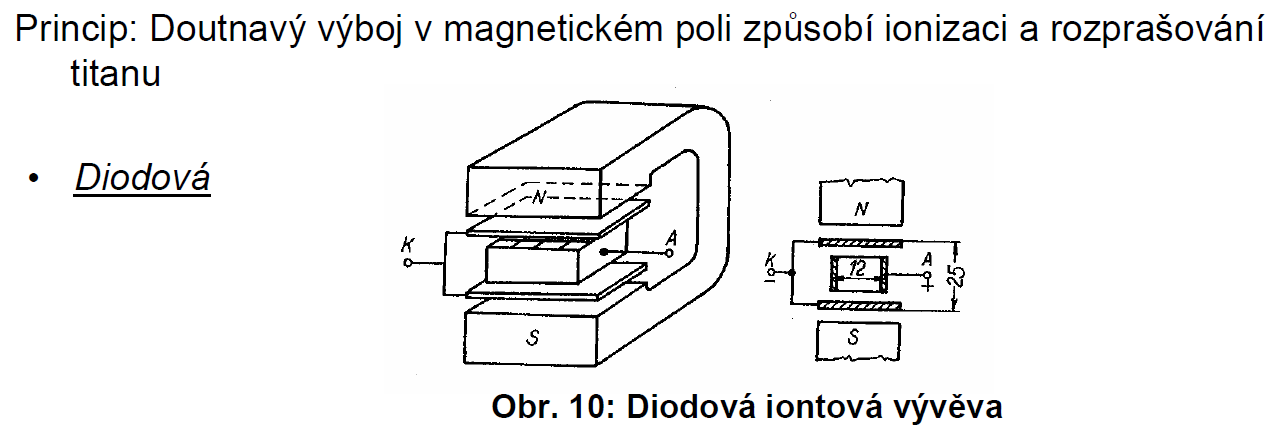 Princip: Doutnavý výboj v magnetickém poli způsobí ionizaci a rozprašování
titanu
• Diodová
N
K
A
S
N
K
–
12
A
+
25
S
Obr. 10: Diodová iontová vývěva